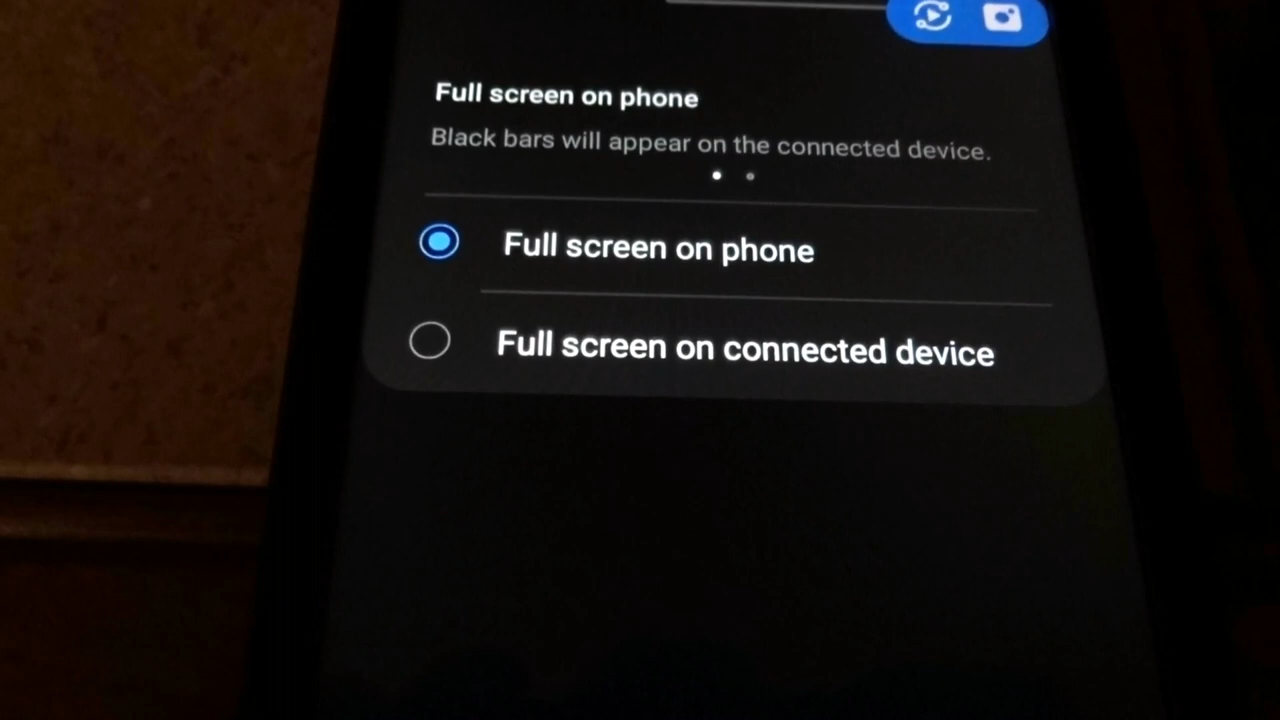 Full screen on phone
Black bars will appear on the connected device.
Full screen on phone
Full screen on connected device